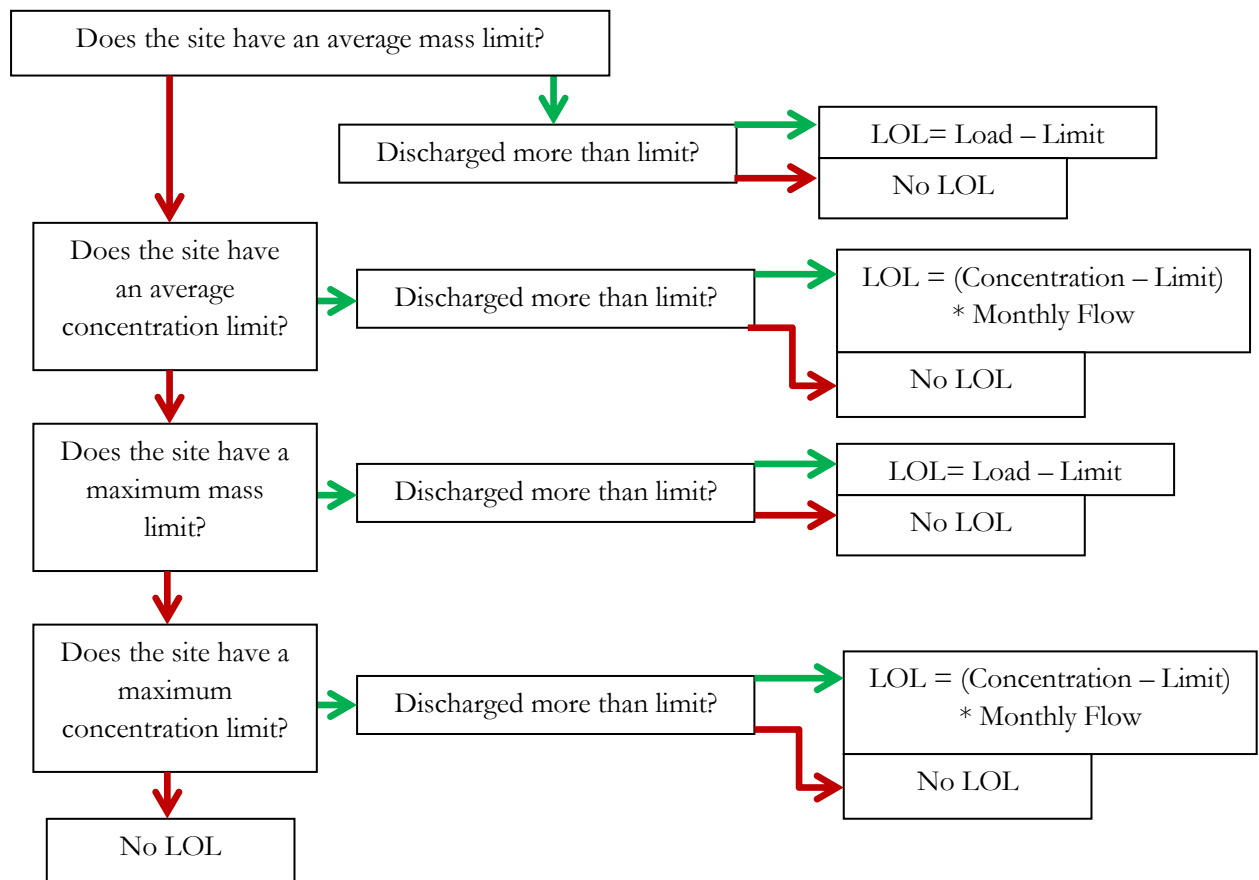 Does the site have an average mass limit?
Discharged more than limit?
LOL= Load – Limit
No LOL
Does the site have
an average
concentration limit?
Discharged more than limit?
LOL = (Concentration – Limit)
* Monthly Flow
No LOL
Does the site have a
maximum mass
limit?
Discharged more than limit?
LOL= Load – Limit
No LOL
Does the site have a
maximum
concentration limit?
Discharged more than limit?
LOL = (Concentration – Limit)
* Monthly Flow
No LOL
No LOL